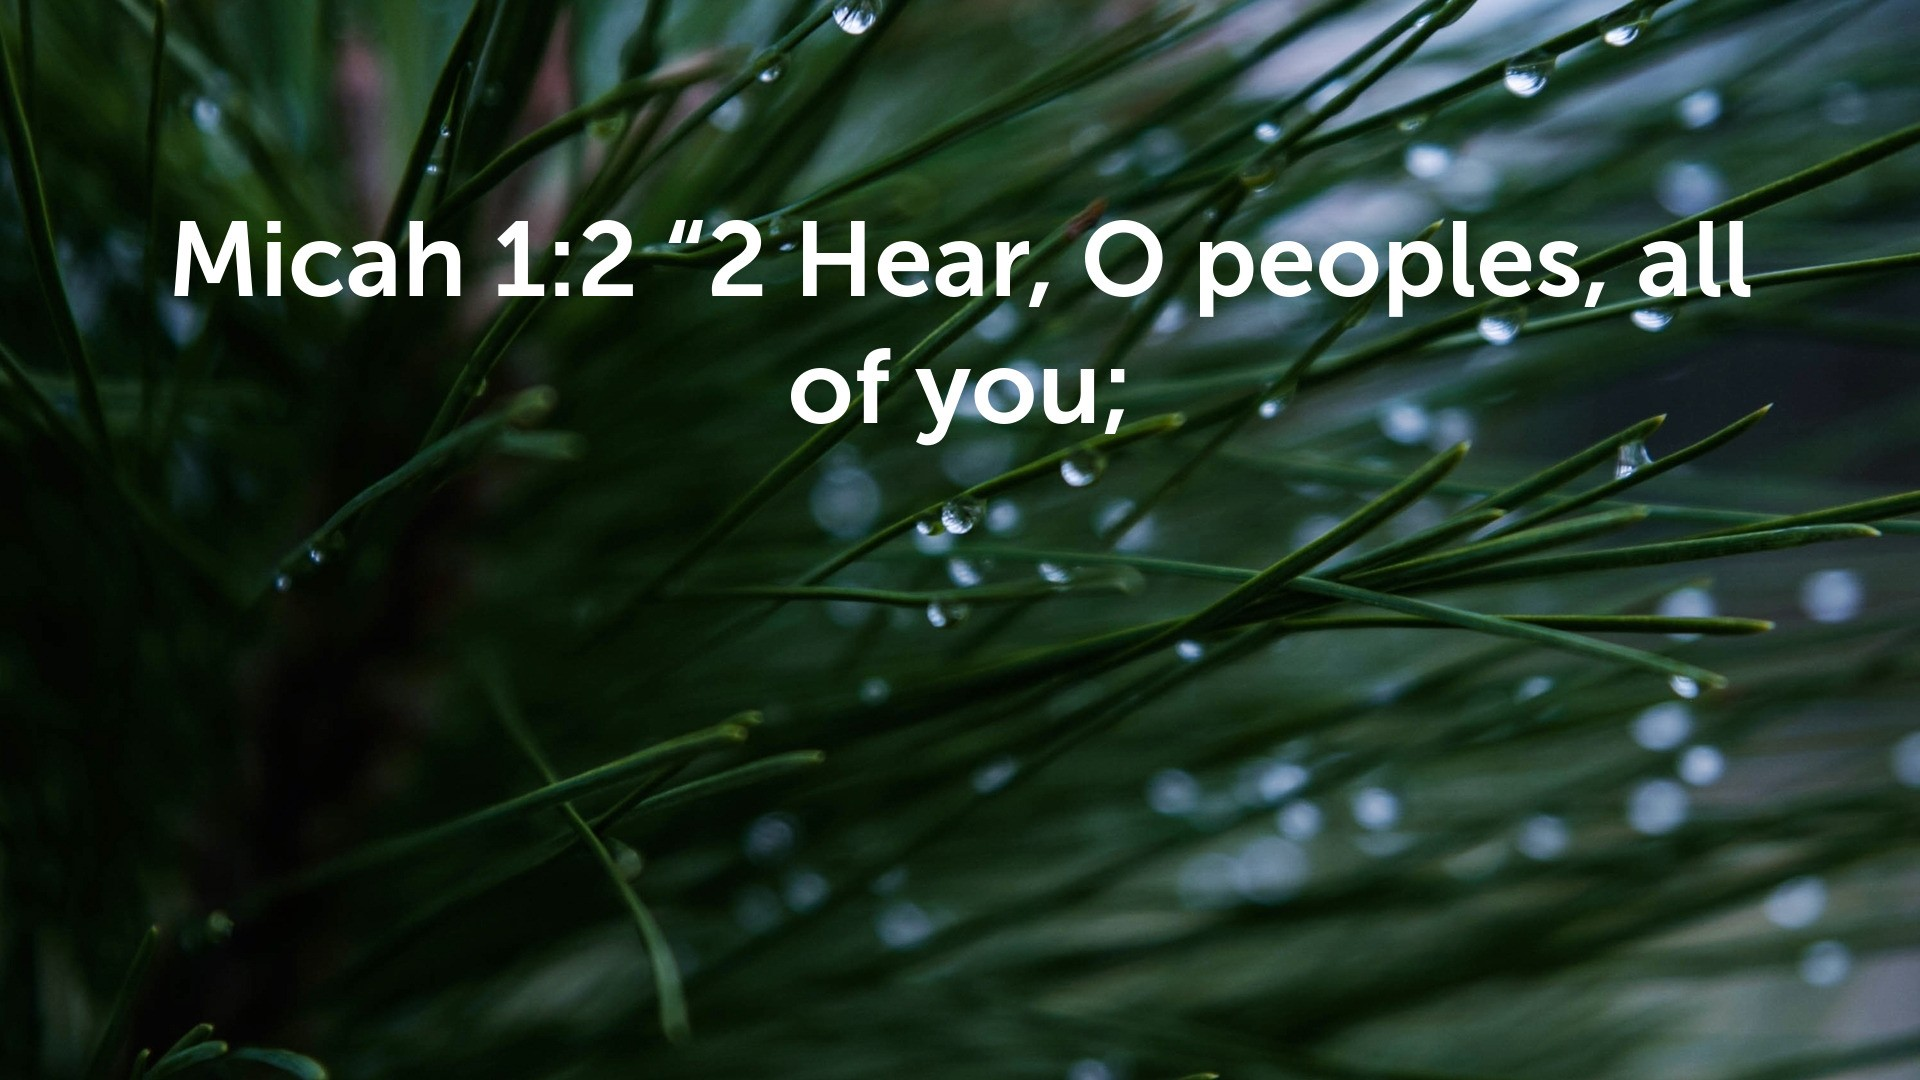 Micah 1:2 “2 Hear, O peoples, all
of you;